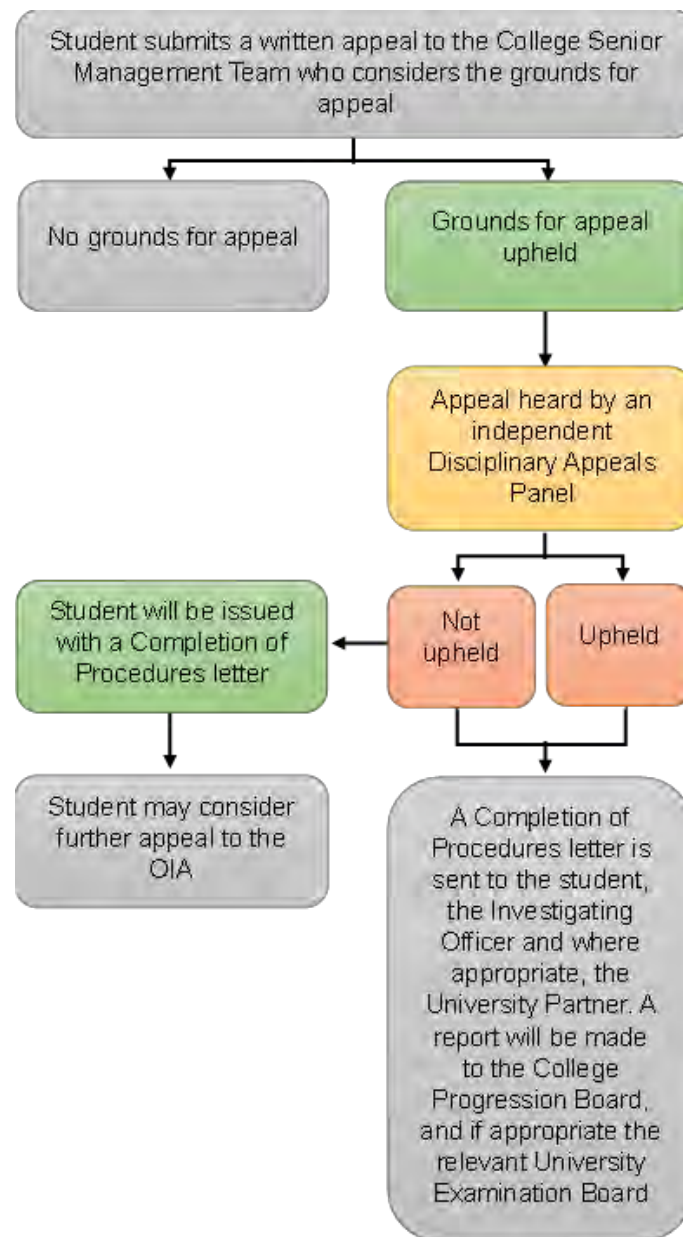 Student submits a written appeal to the College Senior
Management Team who considers the grounds for
appeal
No grounds for appeal
Grounds for appeal
upheld
Appeal heard by an
independent
Disciplinary Appeals
Panel
Student will be issued
with a Completion of
Procedures letter
Not
upheld
Upheld
Student may consider
further appeal to the
OIA
A Completion of
Procedures letter is
sent to the student,
the Investigating
Officer and where
appropriate, the
University Partner. A
report will be made
to the College
Progression Board,
and if appropriate the
relevant University
Examination Board